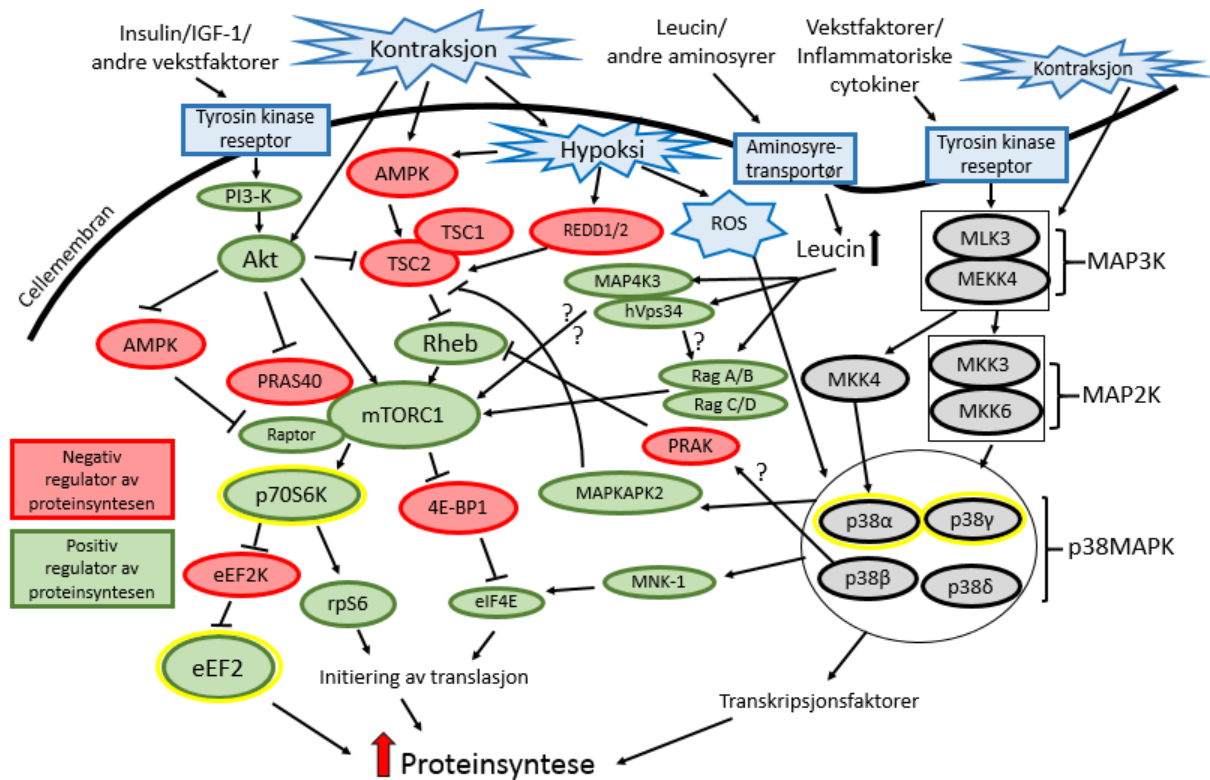 Insulin/IGF-1/
andre vekstfaktorer
Kontraksjon
Leucin/
andre aminosyrer
Vekstfaktorer/
Inflammatoriske
cytokiner
Kontraksjon
Tyrosin kinase
reseptor
Hypoksi
Aminosyre-
transportør
Tyrosin kinase
reseptor
PI3-K
AMPK
Cellemembran
Akt
TSC1
TSC2
REDD1/2
ROS
Leucin
MLK3
MEKK4
MAP3K
MAP4K3
hVps34
?
?
?
AMPK
Rheb
PRAS40
mTORC1
Raptor
Rag A/B
Rag C/D
MKK4
MKK3
MKK6
MAP2K
PRAK
?
Negativ
regulator av
proteinsyntesen
p70S6K
4E-BP1
MAPKAPK2
p38α
p38γ
p38β
p38δ
p38MAPK
Positiv
regulator av
proteinsyntesen
eEF2K
rpS6
eIF4E
MNK-1
eEF2
Initiering av translasjon
Transkripsjonsfaktorer
Proteinsyntese